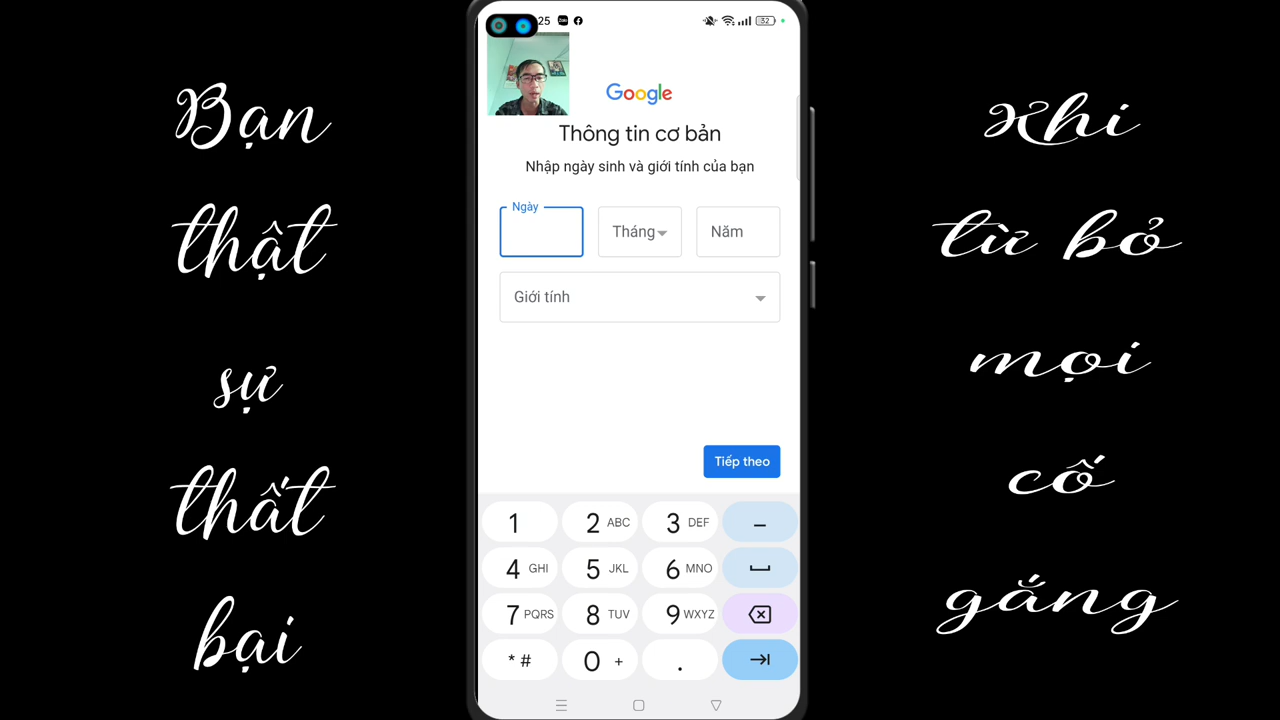 Bạn
thật
sự
thất
bại
25
32
Google
Thông tin cơ bản
Nhập ngày sinh và giới tính của bạn
Ngày
Tháng
Năm
Giới tính
Tiếp theo
1
2 ABC
3 DEF
–
4 GHI
5 JKL
6 MNO
7 PQRS
8 TUV
9 WXYZ
* #
0 +
.
Khi
từ bỏ
mọi
cố
gắng